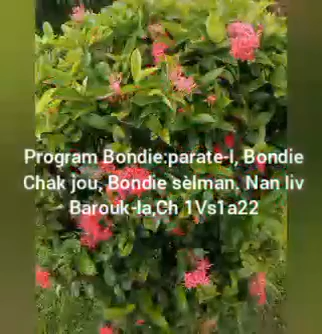 Program Bondie:parate-l, Bondie
Chak jou, Bondie sèlman. Nan liv
Barouk-la,Ch 1Vs1a22